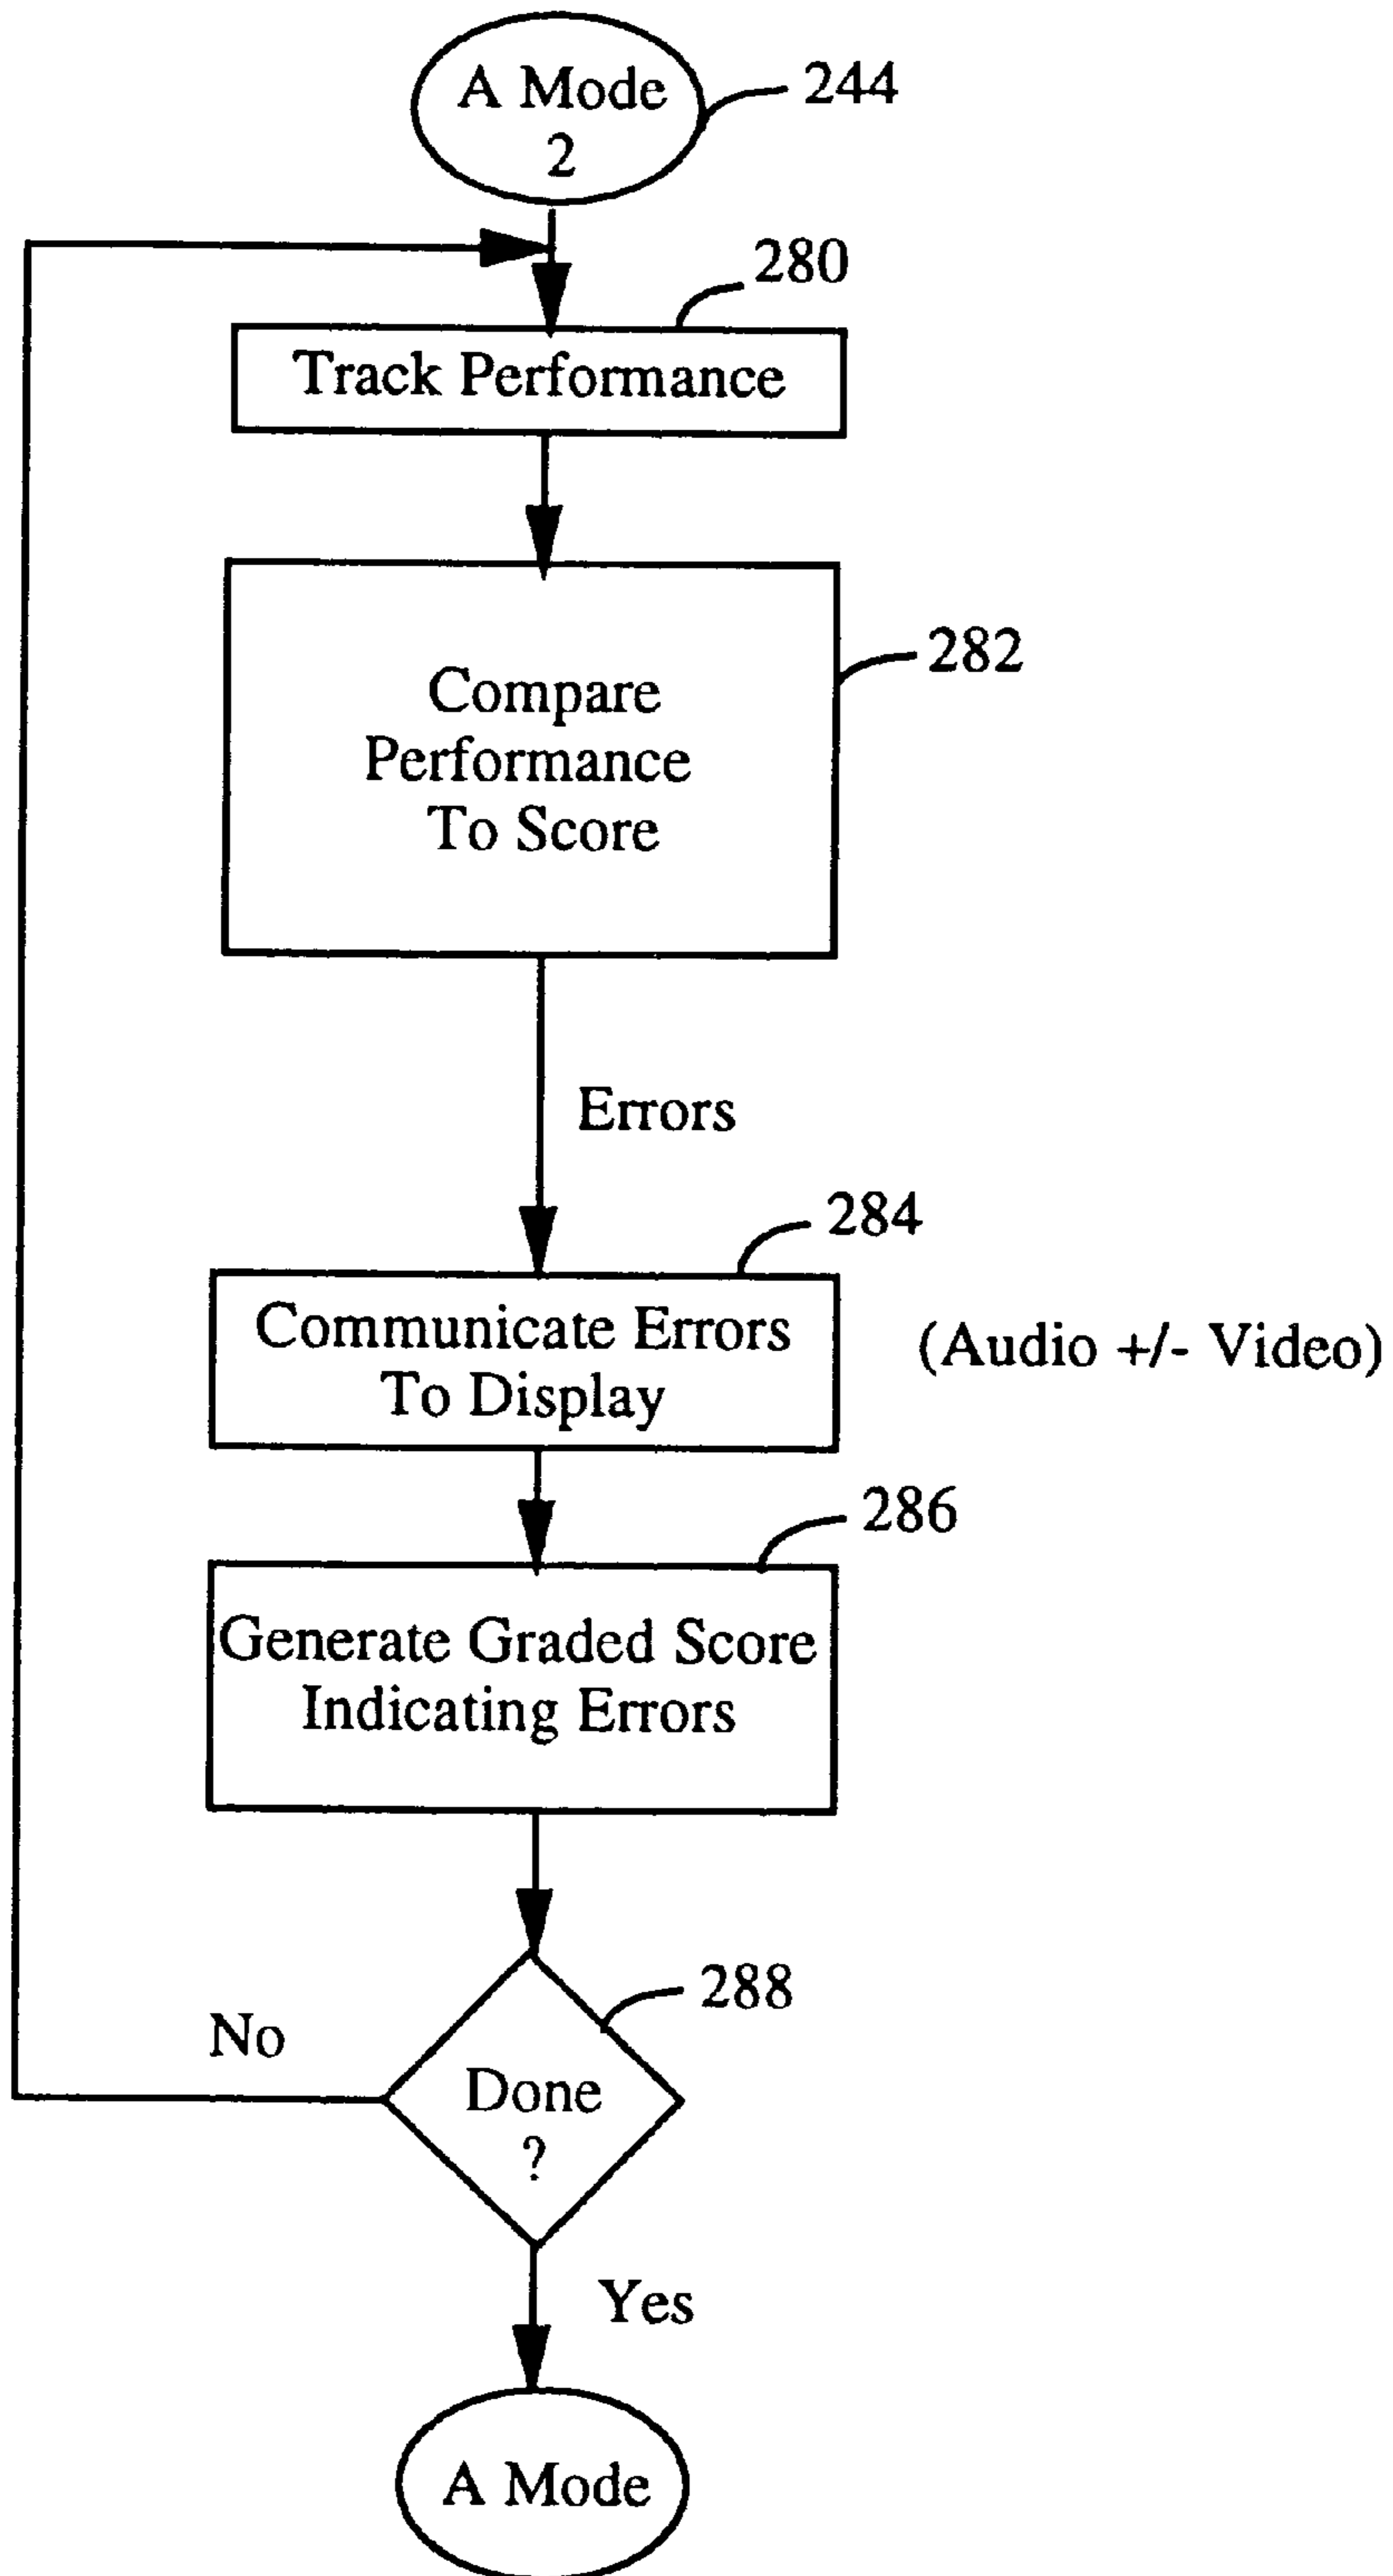 A Mode
2
244
280
Track Performance
282
Compare
Performance
To Score
Errors
284
Communicate Errors
To Display
(Audio +/- Video)
286
Generate Graded Score
Indicating Errors
288
No
Done
?
Yes
A Mode